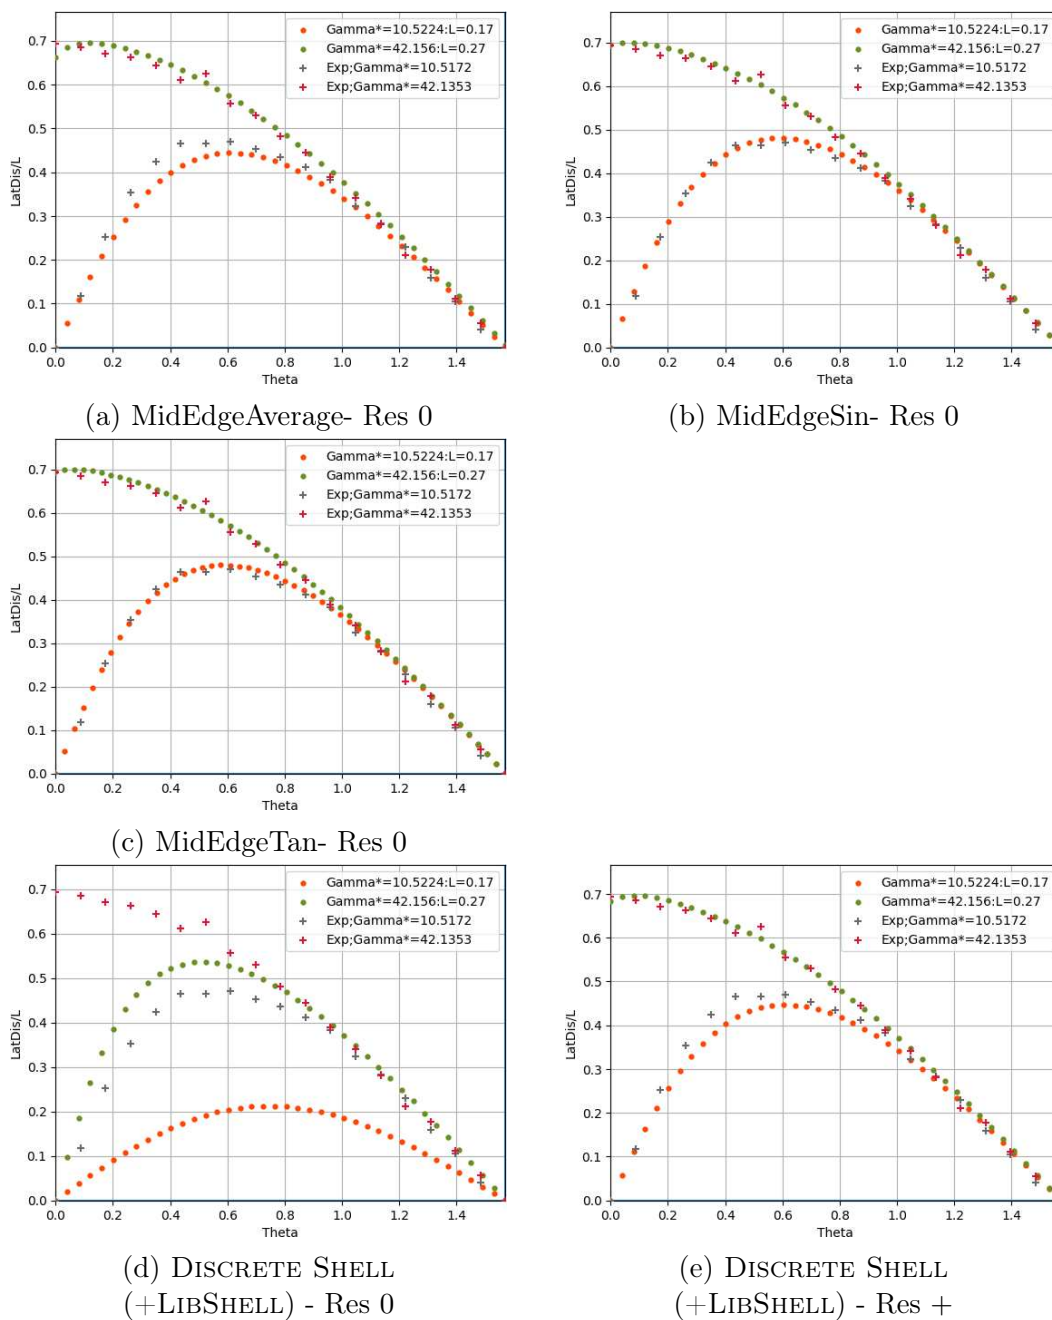 Gamma*=10.5224:L=0.17
Gamma*=42.156:L=0.27
Exp;Gamma*=10.5172
Exp;Gamma*=42.1353
0.7
0.6
0.5
0.4
0.3
0.2
0.1
0.0
LatDis/L
0.0 0.2 0.4 0.6 0.8 1.0 1.2 1.4
Theta
(a) MidEdgeAverage- Res 0
Gamma*=10.5224:L=0.17
Gamma*=42.156:L=0.27
Exp;Gamma*=10.5172
Exp;Gamma*=42.1353
0.7
0.6
0.5
0.4
0.3
0.2
0.1
0.0
LatDis/L
0.0 0.2 0.4 0.6 0.8 1.0 1.2 1.4
Theta
(b) MidEdgeSin- Res 0
Gamma*=10.5224:L=0.17
Gamma*=42.156:L=0.27
Exp;Gamma*=10.5172
Exp;Gamma*=42.1353
0.7
0.6
0.5
0.4
0.3
0.2
0.1
0.0
LatDis/L
0.0 0.2 0.4 0.6 0.8 1.0 1.2 1.4
Theta
(c) MidEdgeTan- Res 0
Gamma*=10.5224:L=0.17
Gamma*=42.156:L=0.27
Exp;Gamma*=10.5172
Exp;Gamma*=42.1353
0.7
0.6
0.5
0.4
0.3
0.2
0.1
0.0
LatDis/L
0.0 0.2 0.4 0.6 0.8 1.0 1.2 1.4
Theta
(d) DISCRETE SHELL
(+LIBSHELL) - Res 0
Gamma*=10.5224:L=0.17
Gamma*=42.156:L=0.27
Exp;Gamma*=10.5172
Exp;Gamma*=42.1353
0.7
0.6
0.5
0.4
0.3
0.2
0.1
0.0
LatDis/L
0.0 0.2 0.4 0.6 0.8 1.0 1.2 1.4
Theta
(e) DISCRETE SHELL
(+LIBSHELL) - Res +